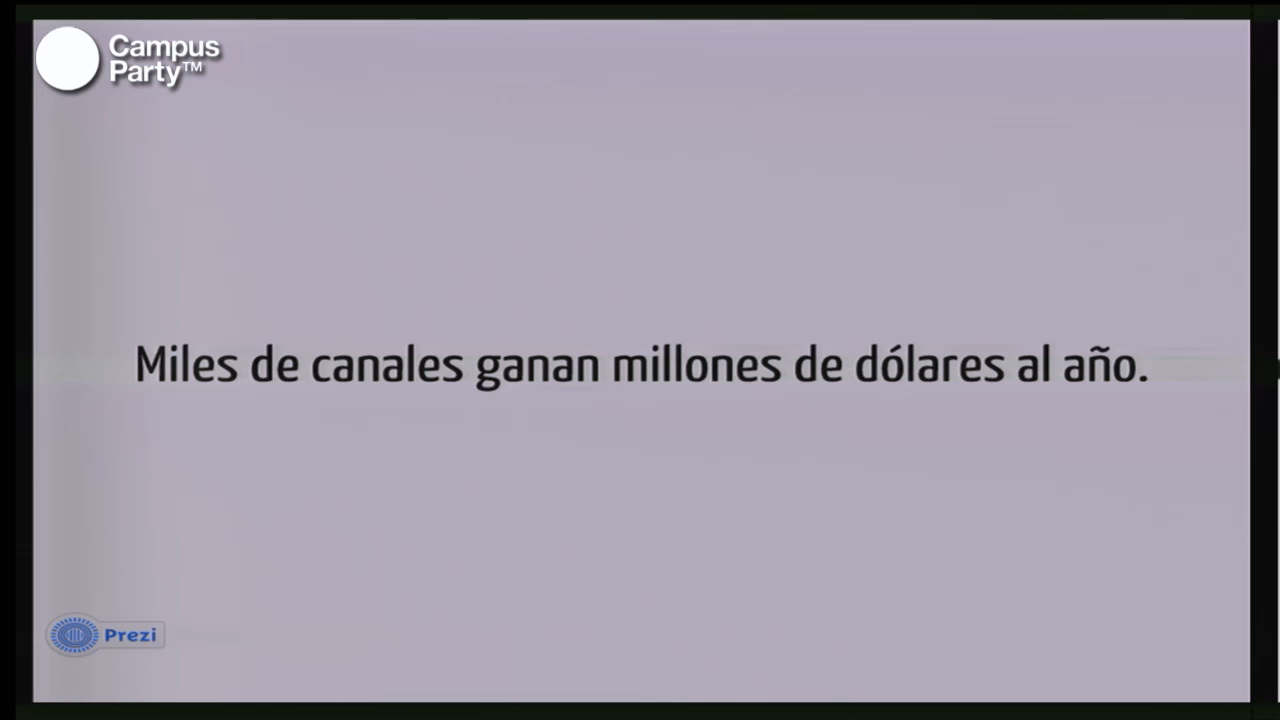 Campus
Party™
Miles de canales ganan millones de dólares al año.
Prezi